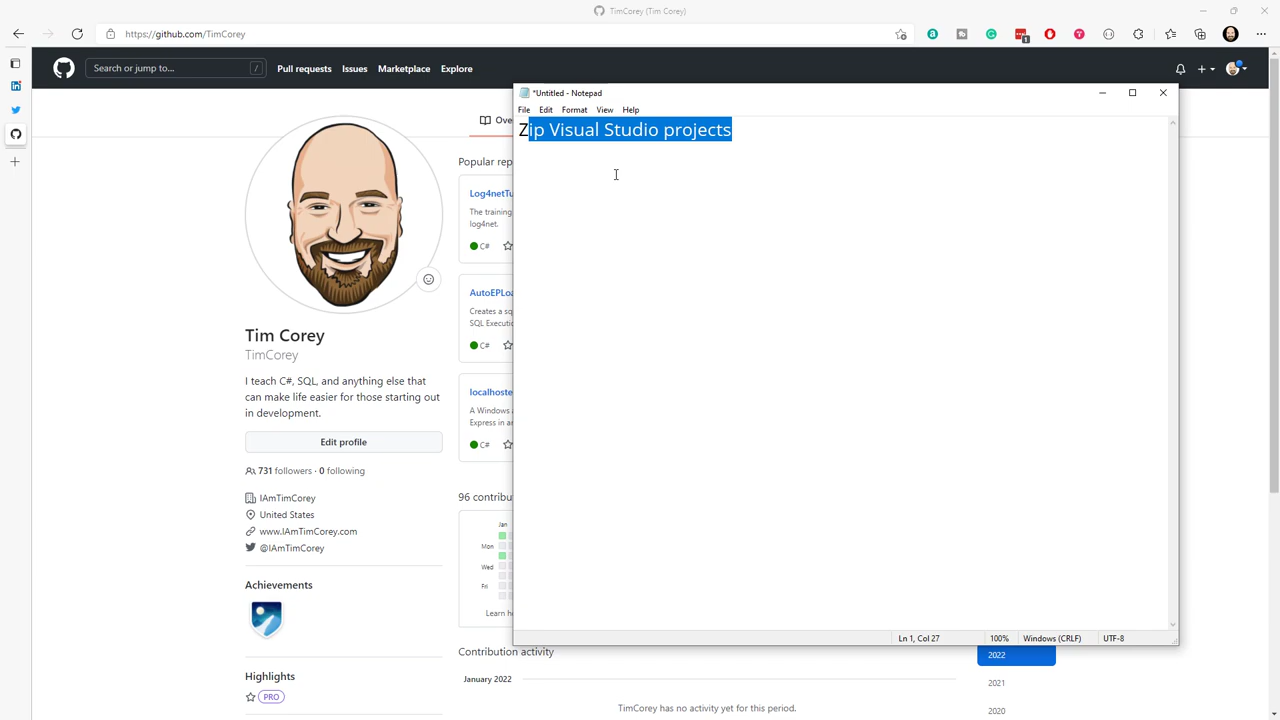 TimCorey (Tim Corey)
https://github.com/TimCorey
1
Search or jump to...
/
Pull requests
Issues
Marketplace
Explore
*Untitled - Notepad
File
Edit
Format
View
Help
Zip Visual Studio projects
Ln 1, Col 27
100%
Windows (CRLF)
UTF-8
Tim Corey
TimCorey
I teach C#, SQL, and anything else that
can make life easier for those starting out
in development.
Edit profile
731 followers · 0 following
IAmTimCorey
United States
www.IAmTimCorey.com
@IAmTimCorey
Achievements
Highlights
PRO
Ove
Popular rep
Log4netTu
The training
log4net.
C#
AutoEPLoa
Creates a sq
SQL Executi
C#
localhoste
A Windows a
Express in ar
C#
96 contribu
Jan
Mon
Wed
Fri
Learn ho
Contribution activity
January 2022
TimCorey has no activity yet for this period.
2022
2021
2020